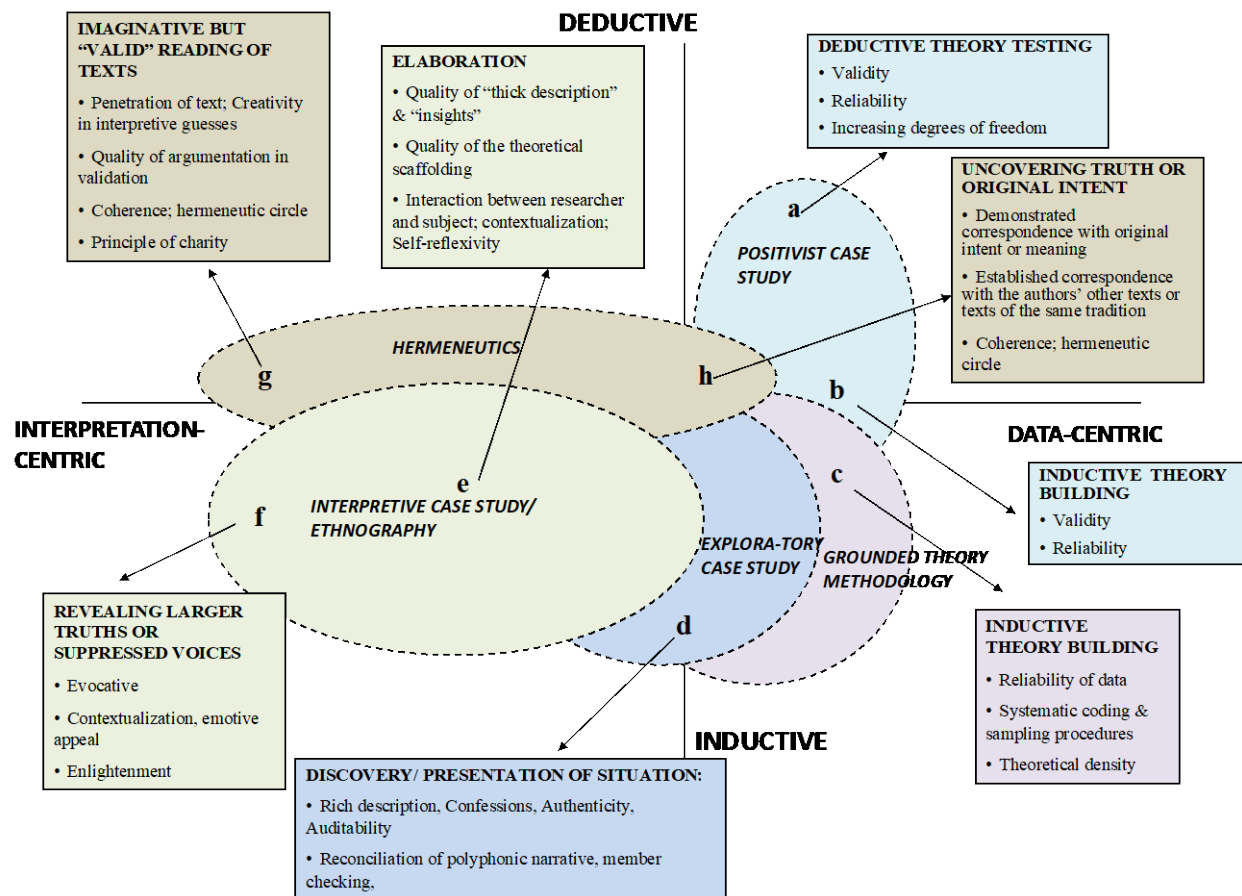 DEDUCTIVE
IMAGINATIVE BUT
“VALID” READING OF
TEXTS
• Penetration of text; Creativity
in interpretive guesses
• Quality of argumentation in
validation
• Coherence; hermeneutic circle
• Principle of charity
ELABORATION
• Quality of “thick description”
& “insights”
• Quality of the theoretical
scaffolding
• Interaction between researcher
and subject; contextualization;
Self-reflexivity
DEDUCTIVE THEORY TESTING
• Validity
• Reliability
• Increasing degrees of freedom
UNCOVERING TRUTH OR
ORIGINAL INTENT
• Demonstrated
correspondence with original
intent or meaning
• Established correspondence
with the authors’ other texts or
texts of the same tradition
• Coherence; hermeneutic
circle
a
POSITIVIST CASE
STUDY
HERMENEUTICS
g
h
b
INTERPRETATION-
CENTRIC
DATA-CENTRIC
c
e
f
INTERPRETIVE CASE STUDY/
ETHNOGRAPHY
EXPLORA-TORY
CASE STUDY
GROUNDED THEORY
METHODOLOGY
d
INDUCTIVE THEORY
BUILDING
• Validity
• Reliability
REVEALING LARGER
TRUTHS OR
SUPPRESSED VOICES
• Evocative
• Contextualization, emotive
appeal
• Enlightenment
INDUCTIVE
THEORY BUILDING
• Reliability of data
• Systematic coding &
sampling procedures
• Theoretical density
INDUCTIVE
DISCOVERY/ PRESENTATION OF SITUATION:
• Rich description, Confessions, Authenticity,
Auditability
• Reconciliation of polyphonic narrative, member
checking,